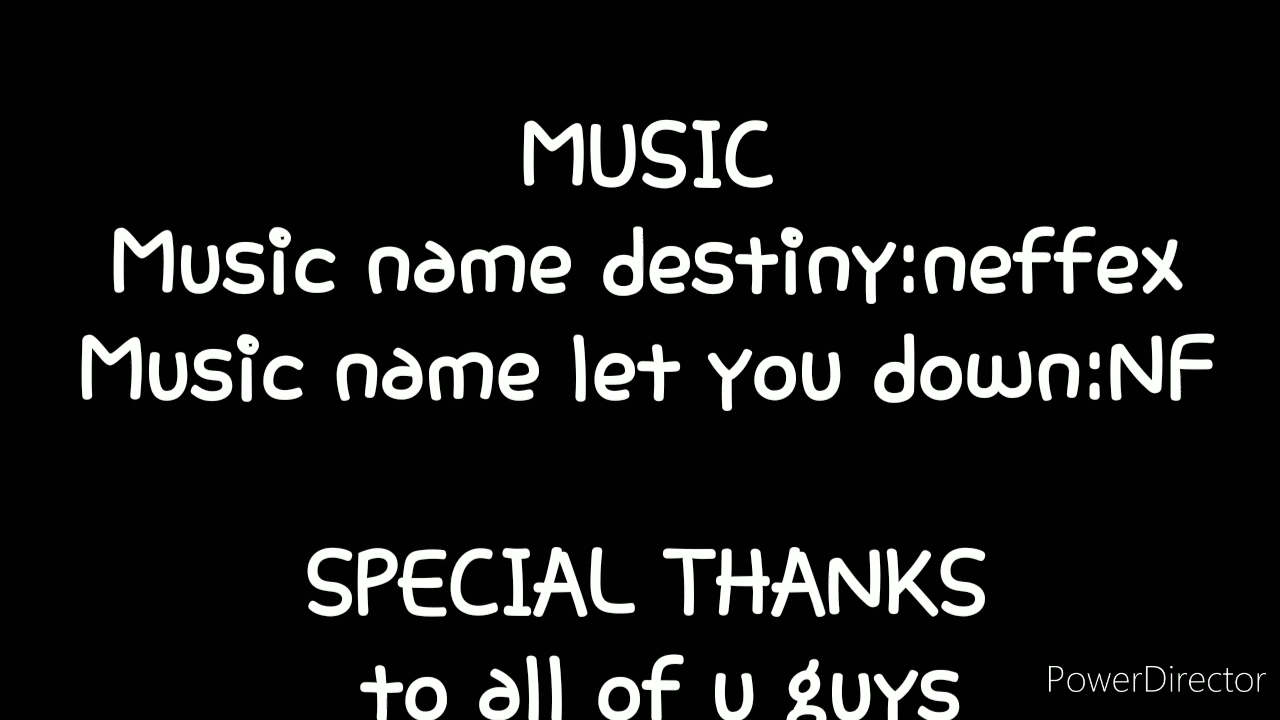 MUSIC
Music name destiny:neffex
Music name let you down:NF
SPECIAL THANKS
to all of u guys
PowerDirector